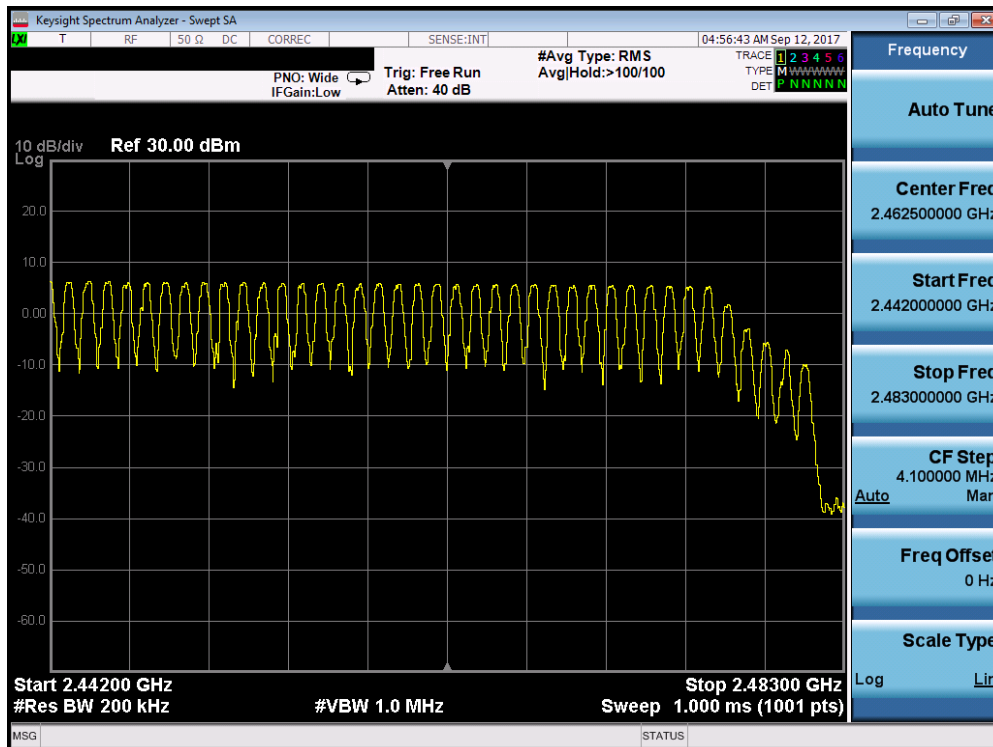 Keysight Spectrum Analyzer - Swept SA
LXI T RF 50 Ω DC CORREC SENSE:INT 04:56:43 AM Sep 12, 2017
PNO: Wide
IFGain:Low
Trig: Free Run
Atten: 40 dB
#Avg Type: RMS
Avg|Hold:>100/100
TRACE 1 2 3 4 5 6
TYPE M WWWWW
DET P N N N N N
10 dB/div
Log
Ref 30.00 dBm
20.0
10.0
0.00
-10.0
-20.0
-30.0
-40.0
-50.0
-60.0
Start 2.44200 GHz
Stop 2.48300 GHz
#Res BW 200 kHz
#VBW 1.0 MHz
Sweep 1.000 ms (1001 pts)
MSG
STATUS
Frequency
Auto Tune
Center Freq
2.462500000 GHz
Start Freq
2.442000000 GHz
Stop Freq
2.483000000 GHz
CF Step
4.100000 MHz
Auto Man
Freq Offset
0 Hz
Scale Type
Log Lin